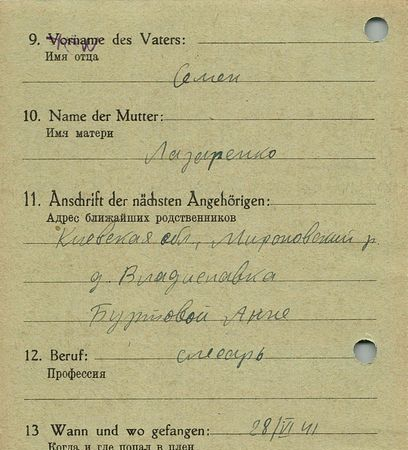 9. Vorname des Vaters:
Имя отца
Семен
10. Name der Mutter:
Имя матери
Лазаренко
11. Anschrift der nächsten Angehörigen:
Адрес ближайших родственников
Киевская обл, Мироновский р.
д. Владиславка
Анне
12. Beruf: слесарь
Профессия
13 Wann und wo gefangen: 28/VI 41
Когда и где попал в плен